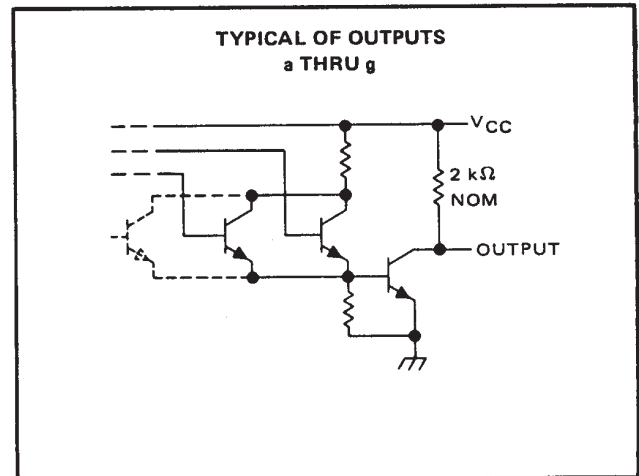 TYPICAL OF OUTPUTS
a THRU g
VCC
2 kΩ
NOM
OUTPUT